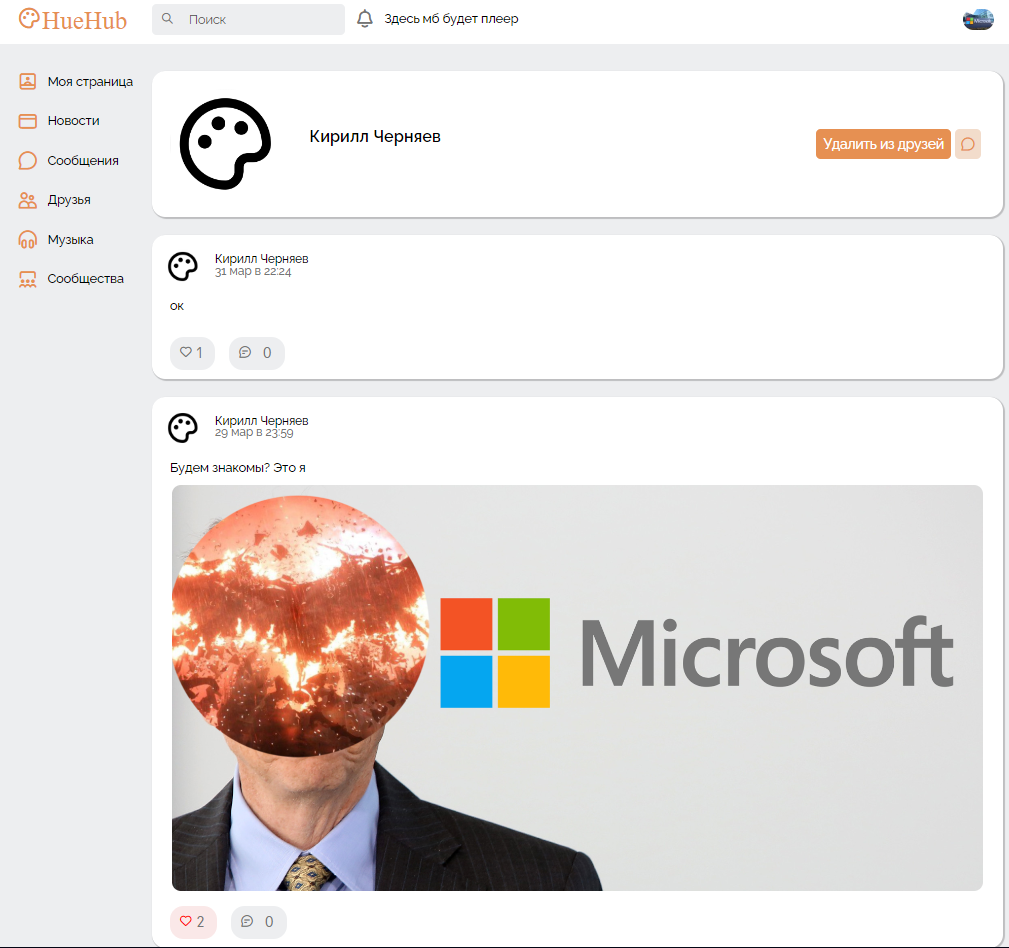 HueHub
Поиск
Здесь мб будет плеер
Моя страница
Новости
Сообщения
Друзья
Музыка
Сообщества
Кирилл Черняев
Удалить из друзей
Кирилл Черняев
31 мар в 22:24
ок
1
0
Кирилл Черняев
29 мар в 23:59
Будем знакомы? Это я
Microsoft
2
0